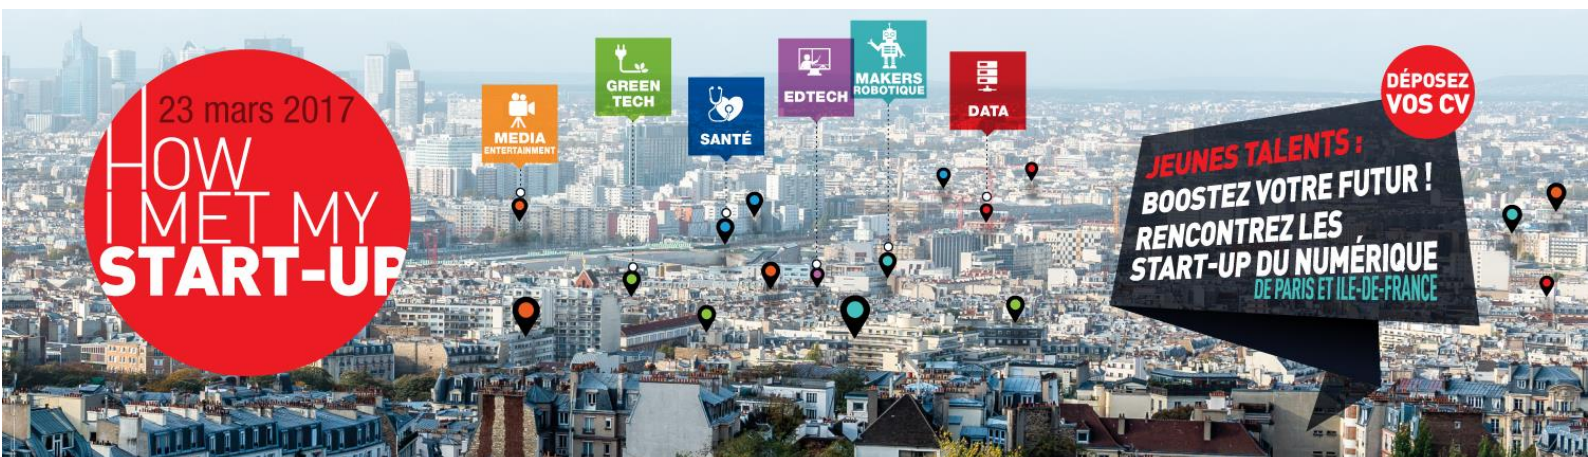 23 mars 2017
HOW
I MET MY
START-UP
MEDIA
ENTERTAINMENT
GREEN
TECH
SANTÉ
EDTECH
MAKERS
ROBOTIQUE
DATA
DÉPOSEZ
VOS CV
JEUNES TALENTS :
BOOSTEZ VOTRE FUTUR !
RENCONTREZ LES
START-UP DU NUMÉRIQUE
DE PARIS ET ILE-DE-FRANCE